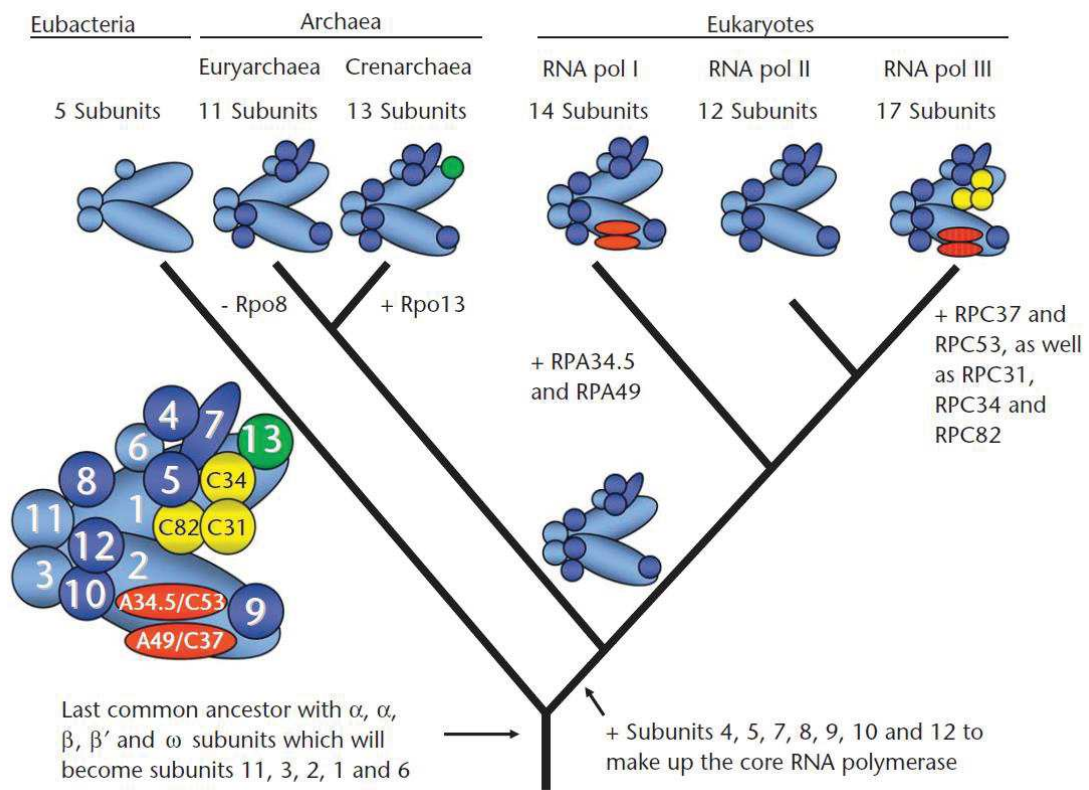 Eubacteria
Archaea
Eukaryotes
Euryarchaea
Crenarchaea
RNA pol I
RNA pol II
RNA pol III
5 Subunits
11 Subunits
13 Subunits
14 Subunits
12 Subunits
17 Subunits
- Rpo8
+ Rpo13
+ RPA34.5
and RPA49
+ RPC37 and
RPC53, as well
as RPC31,
RPC34 and
RPC82
4
7
6
13
8
5
C34
11
1
C82
C31
12
3
2
10
A34.5/C53
9
A49/C37
Last common ancestor with α, α,
β, β′ and ω subunits which will
become subunits 11, 3, 2, 1 and 6
+ Subunits 4, 5, 7, 8, 9, 10 and 12 to
make up the core RNA polymerase